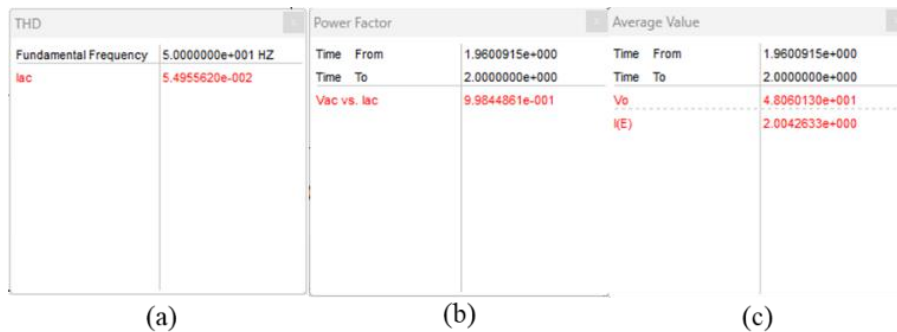 THD
Fundamental Frequency 5.0000000e+001 HZ
Iac 5.4955620e-002
(a)
Power Factor
Time From 1.9600915e+000
Time To 2.0000000e+000
Vac vs. Iac 9.9844861e-001
(b)
Average Value
Time From 1.9600915e+000
Time To 2.0000000e+000
Vo 4.8060130e+001
I(E) 2.0042633e+000
(c)